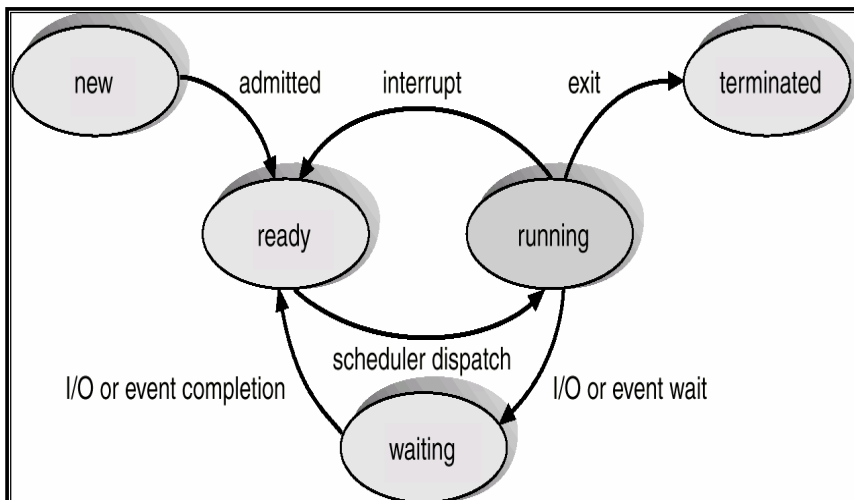 new
admitted
interrupt
exit
terminated
ready
running
scheduler dispatch
I/O or event completion
I/O or event wait
waiting